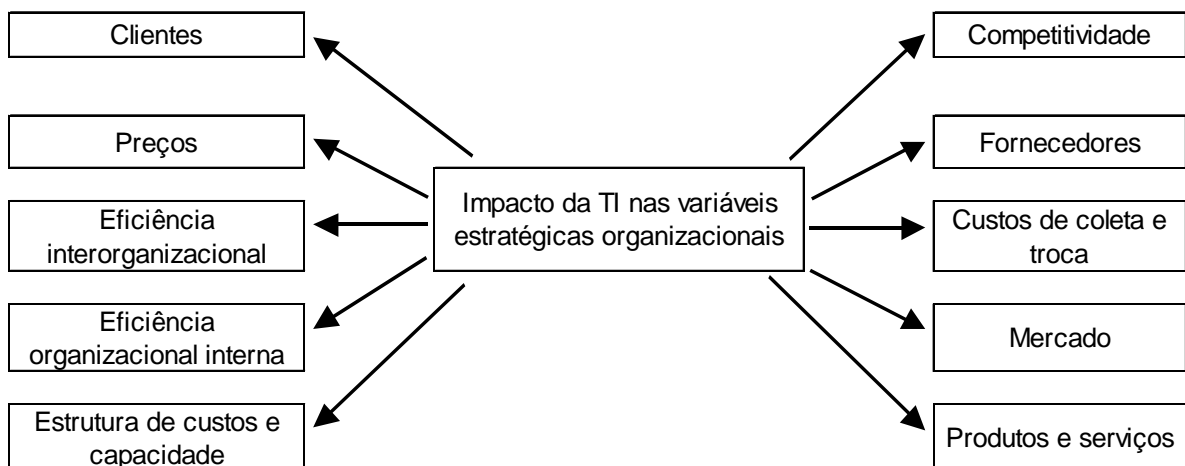 Clientes
Preços
Eficiência
interorganizacional
Eficiência
organizacional interna
Estrutura de custos e
capacidade
Impacto da TI nas variáveis
estratégicas organizacionais
Competitividade
Fornecedores
Custos de coleta e
troca
Mercado
Produtos e serviços